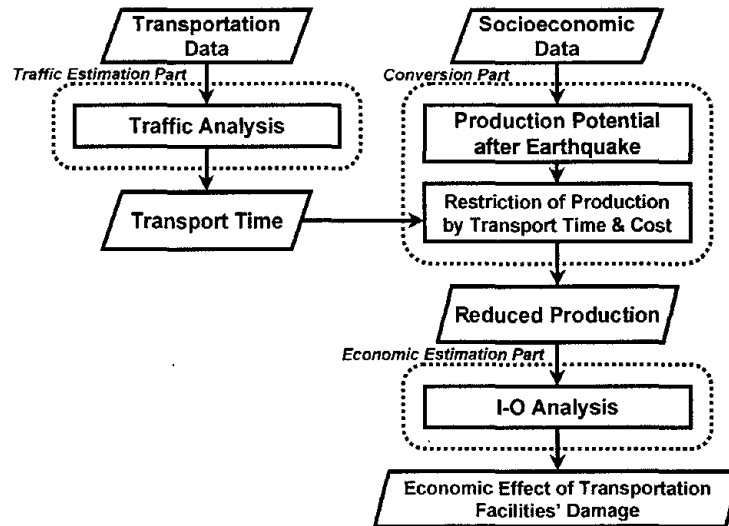 Transportation
Data
Socioeconomic
Data
Traffic Estimation Part
Conversion Part
Traffic Analysis
Production Potential
after Earthquake
Transport Time
Restriction of Production
by Transport Time & Cost
Reduced Production
Economic Estimation Part
I-O Analysis
Economic Effect of Transportation
Facilities' Damage